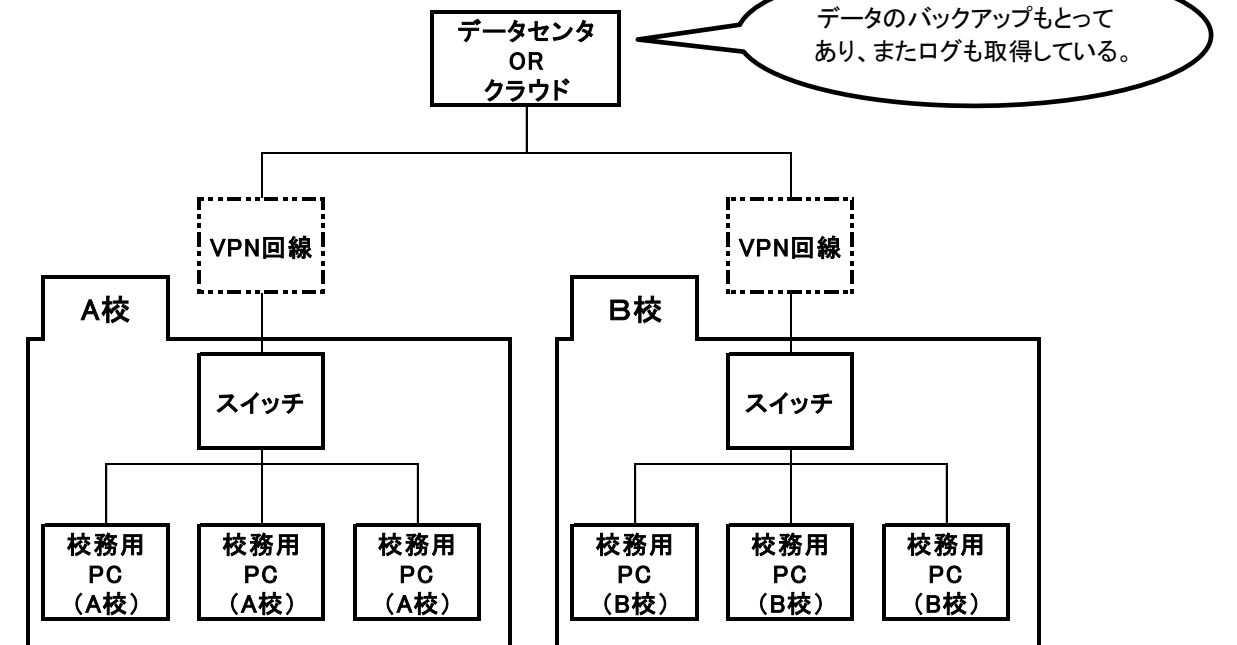 データのバックアップもとって
あり、またログも取得している。
データセンタ
OR
クラウド
VPN回線
VPN回線
A校
B校
スイッチ
スイッチ
校務用
PC
（A校）
校務用
PC
（A校）
校務用
PC
（A校）
校務用
PC
（B校）
校務用
PC
（B校）
校務用
PC
（B校）